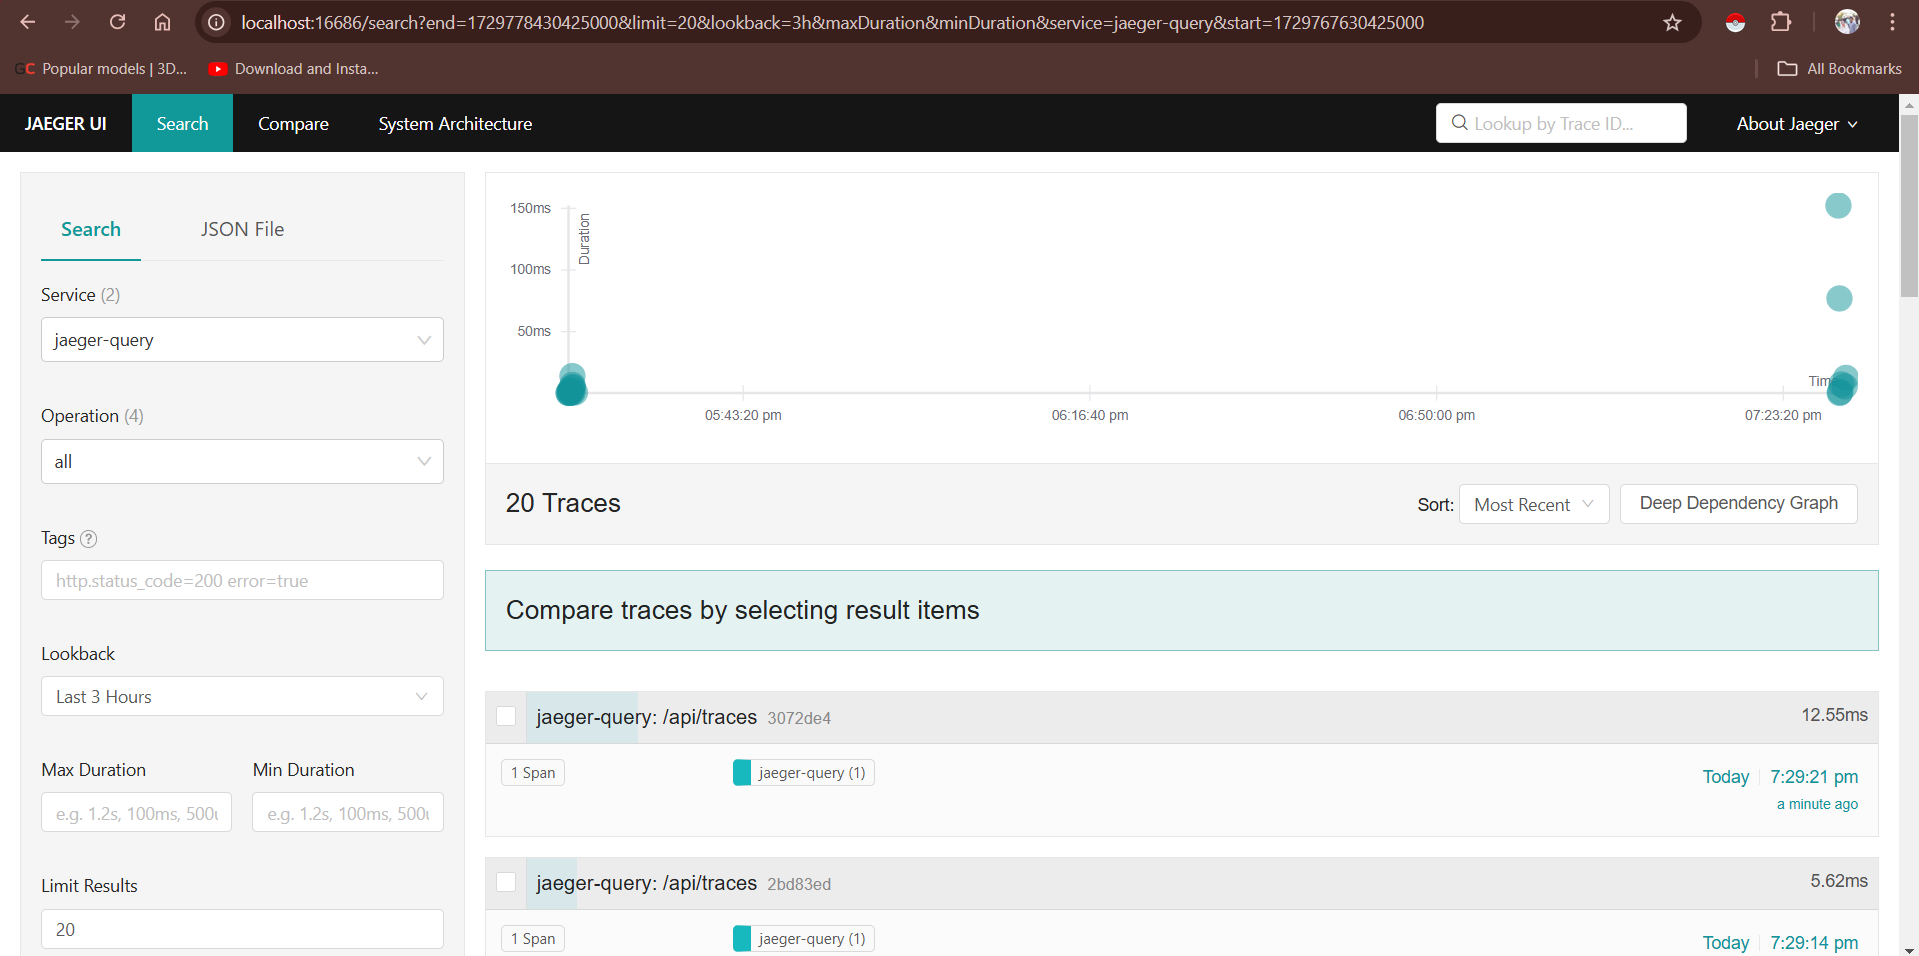 localhost:16686/search?end=1729778430425000&limit=20&lookback=3h&maxDuration&minDuration&service=jaeger-query&start=1729767630425000
GC Popular models | 3D...
Download and Insta...
All Bookmarks
JAEGER UI
Search
Compare
System Architecture
Lookup by Trace ID...
About Jaeger
Search
JSON File
Service (2)
jaeger-query
Operation (4)
all
Tags ?
http.status_code=200 error=true
Lookback
Last 3 Hours
Max Duration
Min Duration
e.g. 1.2s, 100ms, 500u
e.g. 1.2s, 100ms, 500u
Limit Results
20
150ms
100ms
50ms
Duration
Tim
05:43:20 pm
06:16:40 pm
06:50:00 pm
07:23:20 pm
20 Traces
Sort:
Most Recent
Deep Dependency Graph
Compare traces by selecting result items
jaeger-query: /api/traces 3072de4
12.55ms
1 Span
jaeger-query (1)
Today
7:29:21 pm
a minute ago
jaeger-query: /api/traces 2bd83ed
5.62ms
1 Span
jaeger-query (1)
Today
7:29:14 pm